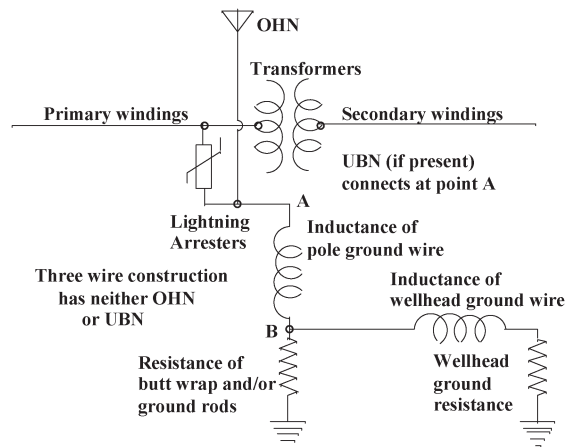 OHN
Transformers
Primary windings
Secondary windings
UBN (if present)
connects at point A
A
Lightning
Arresters
Inductance of
pole ground wire
Three wire construction
has neither OHN
or UBN
Inductance of
wellhead ground wire
B
Resistance of
butt wrap and/or
ground rods
Wellhead
ground
resistance